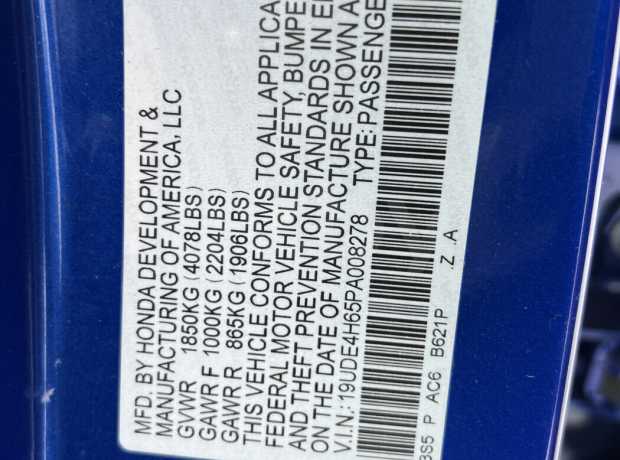 MFD. BY HONDA DEVELOPMENT &
MANUFACTURING OF AMERICA, LLC
GVWR 1850KG (4078LBS)
GAWR F 1000KG (2204LBS)
GAWR R 865KG (1906LBS)
THIS VEHICLE CONFORMS TO ALL APPLICA
FEDERAL MOTOR VEHICLE SAFETY, BUMPE
AND THEFT PREVENTION STANDARDS IN E
ON THE DATE OF MANUFACTURE SHOWN A
V.I.N.: 19UDE4H65PA008278 TYPE: PASSENGE
BS5 P AC6 B621P .Z .A